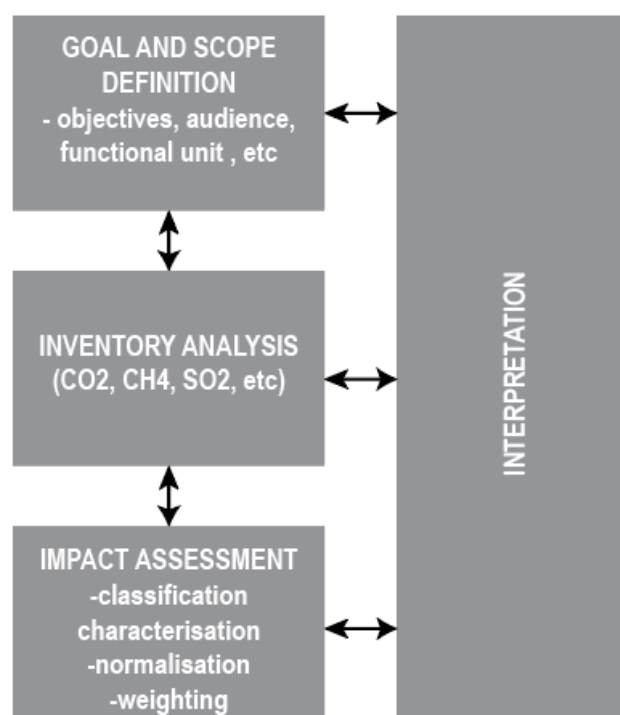 GOAL AND SCOPE
DEFINITION
- objectives, audience,
functional unit , etc
INVENTORY ANALYSIS
(CO2, CH4, SO2, etc)
IMPACT ASSESSMENT
-classification
characterisation
-normalisation
-weighting
INTERPRETATION